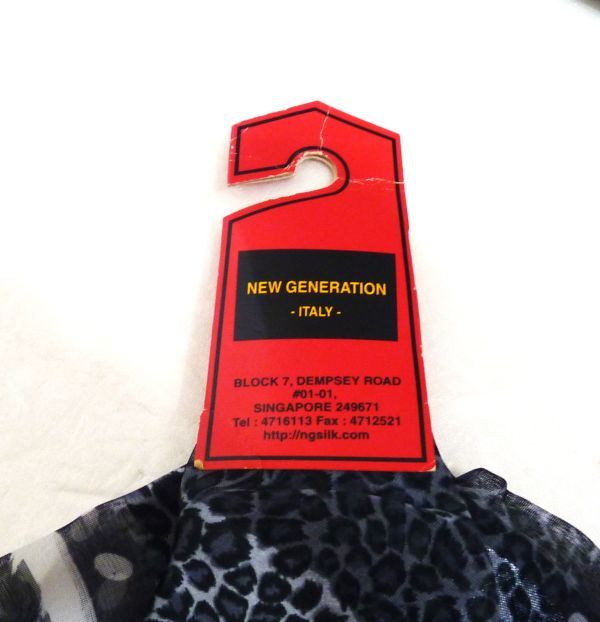 NEW GENERATION
- ITALY -
BLOCK 7, DEMPSEY ROAD
#01-01,
SINGAPORE 249671
Tel : 4716113 Fax : 4712521
http://ngsilk.com